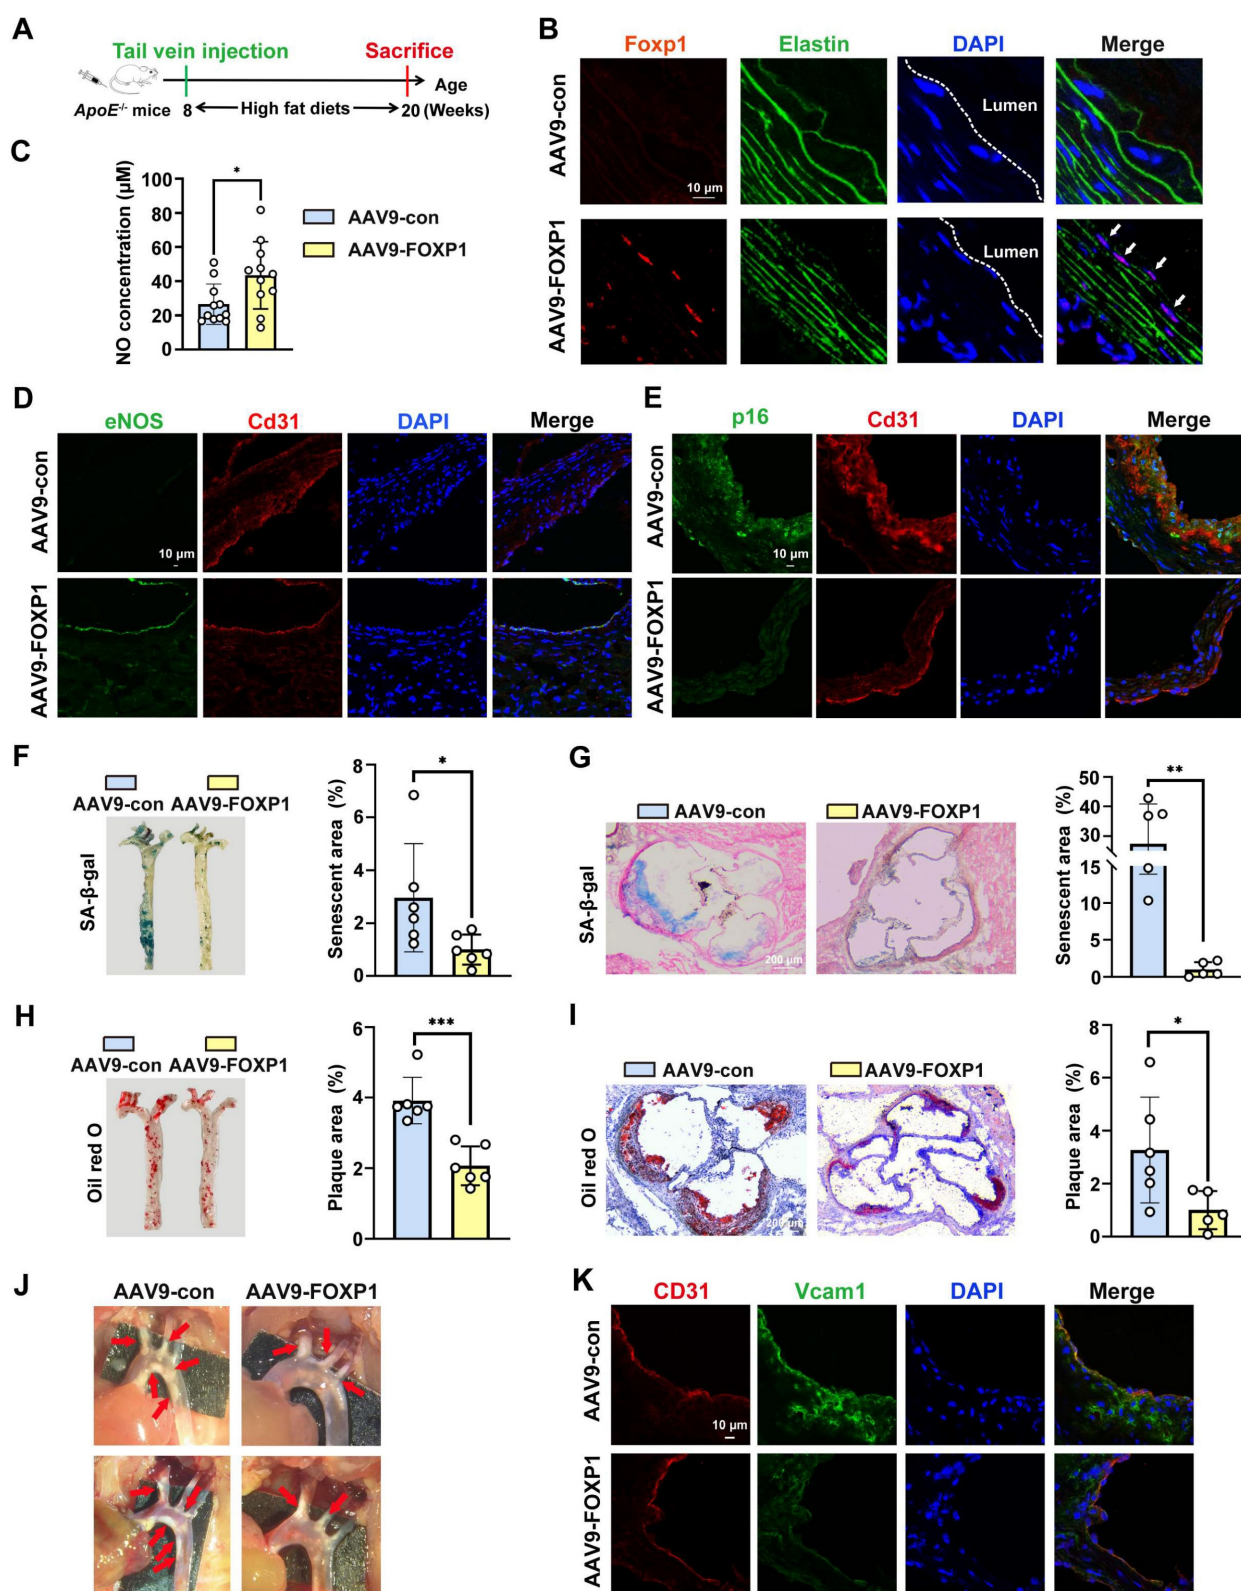 A
Tail vein injection
Sacrifice
Age
ApoE-/- mice
8
High fat diets
20 (Weeks)
B
Foxp1
Elastin
DAPI
Merge
AAV9-con
Lumen
10 μm
AAV9-FOXP1
Lumen
C
NO concentration (μM)
100
80
60
40
20
0
*
AAV9-con
AAV9-FOXP1
D
eNOS
Cd31
DAPI
Merge
AAV9-con
10 μm
AAV9-FOXP1
E
p16
Cd31
DAPI
Merge
AAV9-con
10 μm
AAV9-FOXP1
F
AAV9-con
AAV9-FOXP1
SA-β-gal
Senescent area (%)
8
6
4
2
0
*
G
AAV9-con
AAV9-FOXP1
SA-β-gal
200 μm
Senescent area (%)
50
40
30
15
10
5
0
**
H
AAV9-con
AAV9-FOXP1
Oil red O
Plaque area (%)
6
4
2
0
***
I
AAV9-con
AAV9-FOXP1
Oil red O
200 μm
Plaque area (%)
8
6
4
2
0
*
J
AAV9-con
AAV9-FOXP1
K
CD31
Vcam1
DAPI
Merge
AAV9-con
10 μm
AAV9-FOXP1